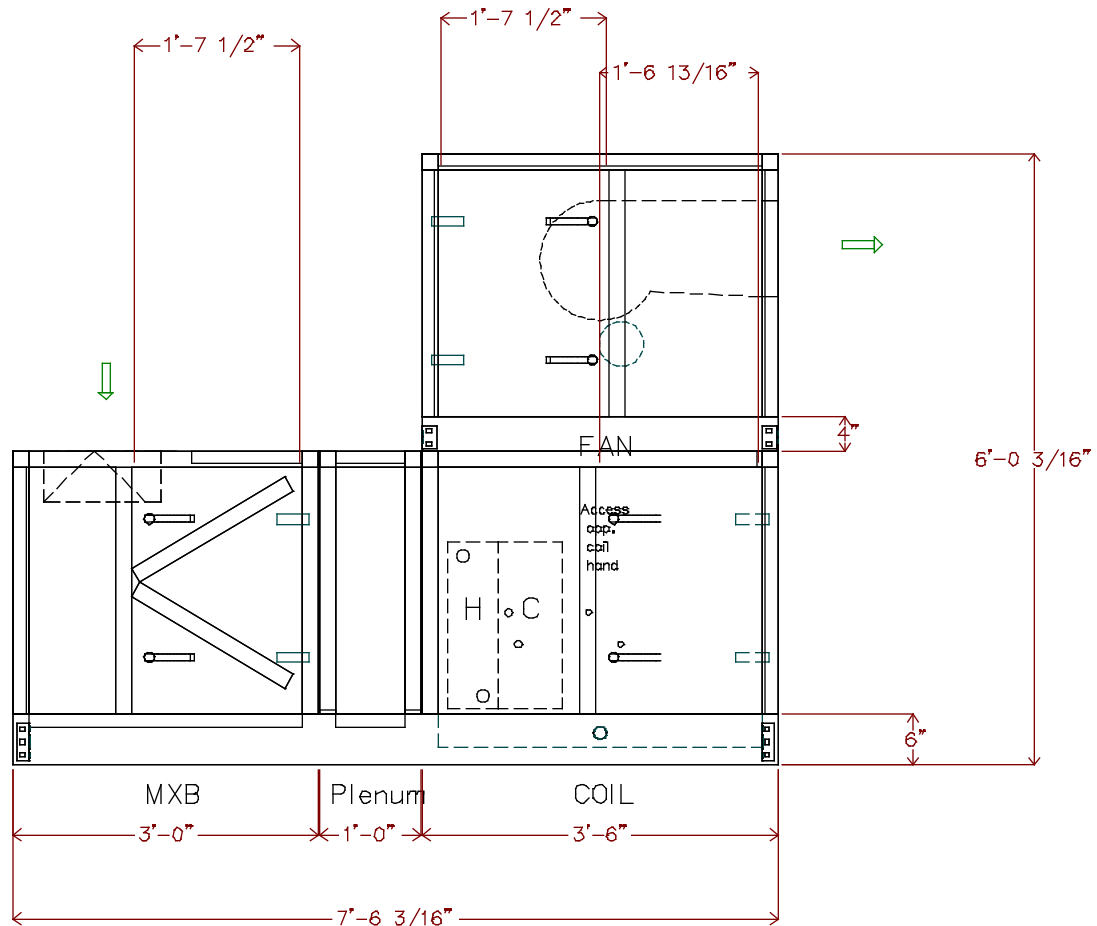 1'-7 1/2"
1'-7 1/2"
1'-6 13/16"
4"
FAN
6'-0 3/16"
Access
opp.
coil
hand
H C
6"
MXB Plenum COIL
3'-0" 1'-0" 3'-6"
7'-6 3/16"